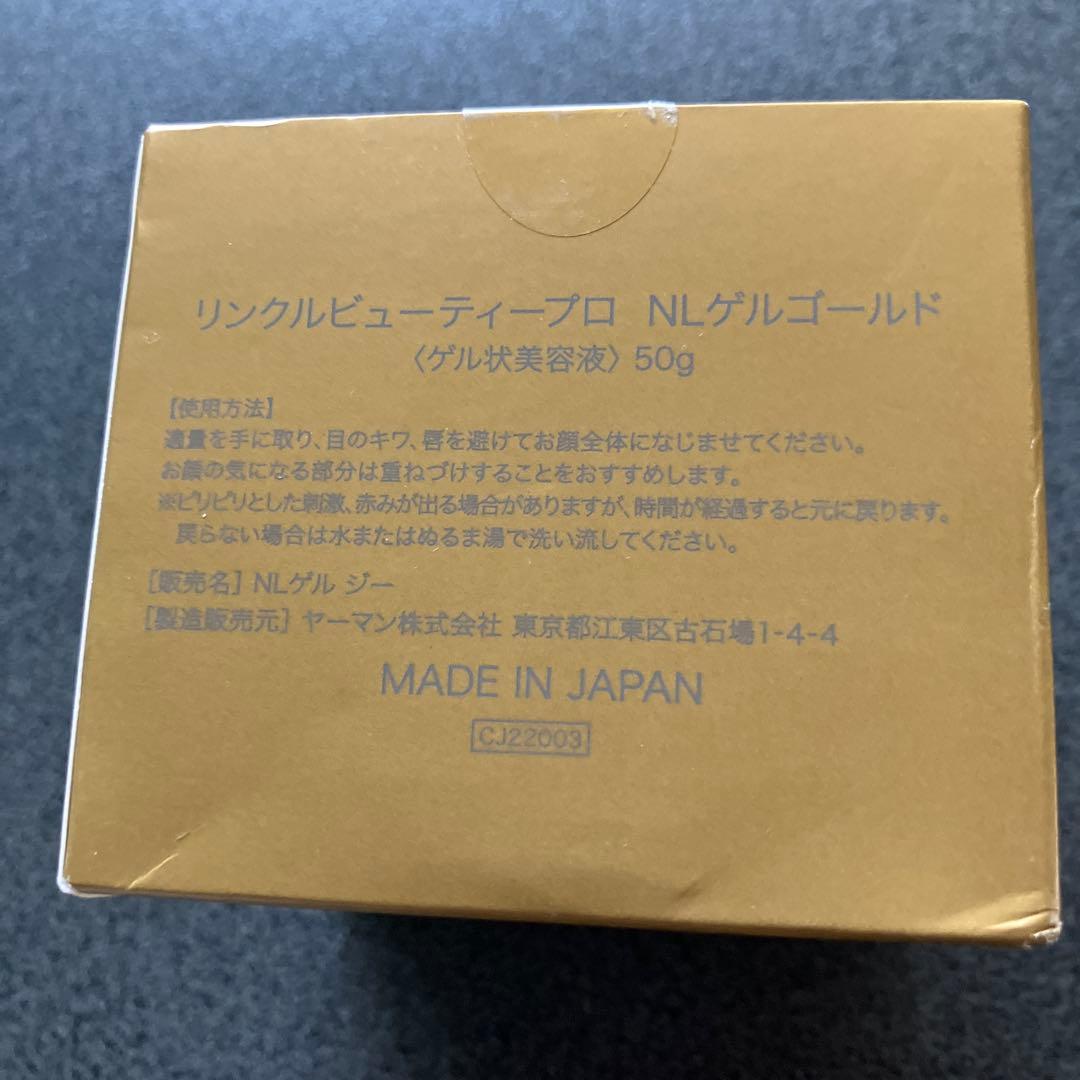 リンクルビューティープロ NLゲルゴールド
〈ゲル状美容液〉50g
【使用方法】
適量を手に取り、目のキワ、唇を避けてお顔全体になじませてください。
お顔の気になる部分は重ねづけすることをおすすめします。
※ピリピリとした刺激、赤みが出る場合がありますが、時間が経過すると元に戻ります。
戻らない場合は水またはぬるま湯で洗い流してください。
[販売名] NLゲル ジー
[製造販売元] ヤーマン株式会社 東京都江東区古石場1-4-4
MADE IN JAPAN
CJ22003